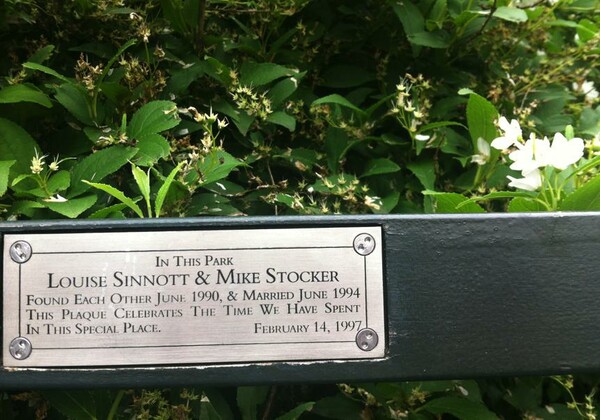 In This Park
Louise Sinnott & Mike Stocker
Found Each Other June 1990, & Married June 1994
This Plaque Celebrates The Time We Have Spent
In This Special Place. February 14, 1997